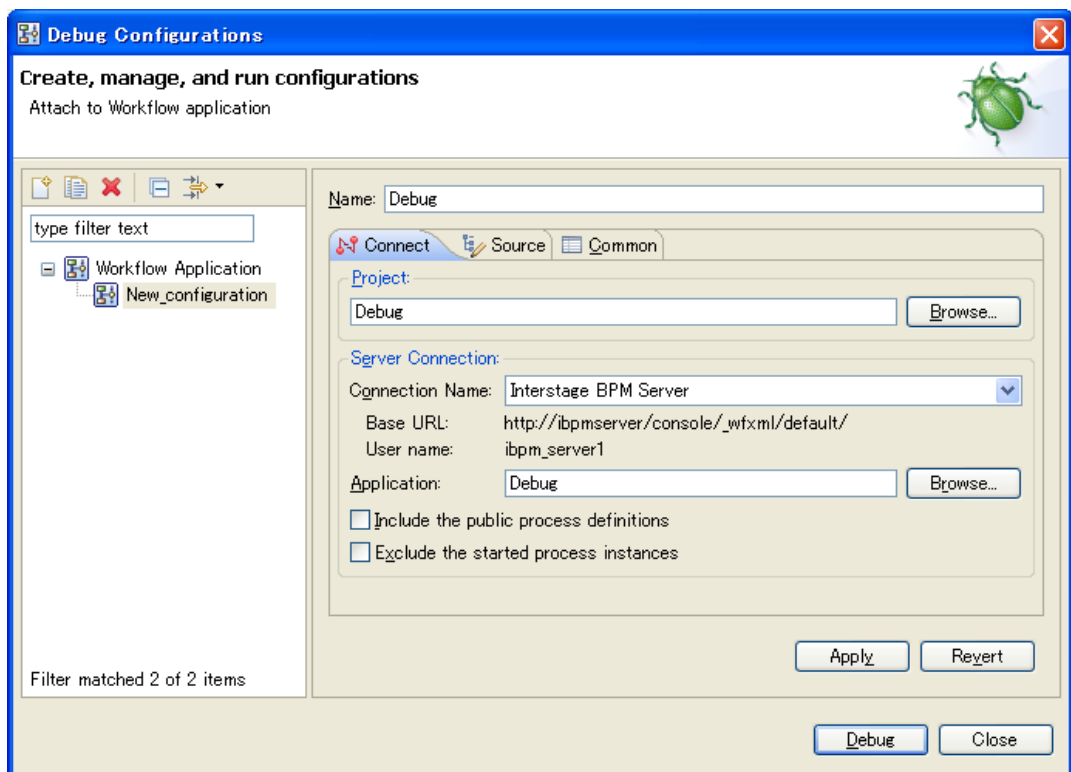 Debug Configurations
Create, manage, and run configurations
Attach to Workflow application
type filter text
Workflow Application
New_configuration
Filter matched 2 of 2 items
Name: Debug
Connect Source Common
Project:
Debug Browse...
Server Connection:
Connection Name: Interstage BPM Server
Base URL: http://ibpmserver/console/_wfxml/default/
User name: ibpm_server1
Application: Debug Browse...
Include the public process definitions
Exclude the started process instances
Apply Revert
Debug Close